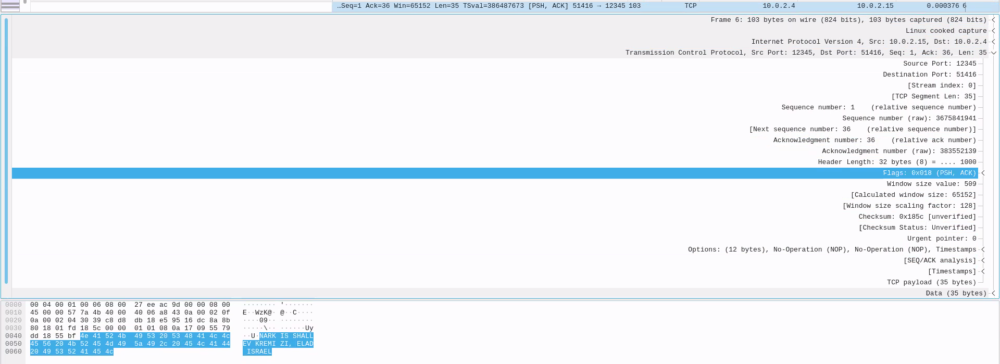 …Seq=1 Ack=36 Win=65152 Len=35 TSval=386487673 [PSH, ACK] 51416 → 12345 103 TCP 10.0.2.4 10.0.2.15 0.000376 6
Frame 6: 103 bytes on wire (824 bits), 103 bytes captured (824 bits)
Linux cooked capture
Internet Protocol Version 4, Src: 10.0.2.15, Dst: 10.0.2.4
Transmission Control Protocol, Src Port: 12345, Dst Port: 51416, Seq: 1, Ack: 36, Len: 35
Source Port: 12345
Destination Port: 51416
[Stream index: 0]
[TCP Segment Len: 35]
Sequence number: 1    (relative sequence number)
Sequence number (raw): 3675841941
[Next sequence number: 36    (relative sequence number)]
Acknowledgment number: 36    (relative ack number)
Acknowledgment number (raw): 383552139
Header Length: 32 bytes (8) = .... 1000
Flags: 0x018 (PSH, ACK)
Window size value: 509
[Calculated window size: 65152]
[Window size scaling factor: 128]
Checksum: 0x185c [unverified]
[Checksum Status: Unverified]
Urgent pointer: 0
Options: (12 bytes), No-Operation (NOP), No-Operation (NOP), Timestamps
[SEQ/ACK analysis]
[Timestamps]
TCP payload (35 bytes)
Data (35 bytes)
0000 00 04 00 01 00 06 08 00 27 ee ac 9d 00 00 08 00 ········ '·······
0010 45 00 00 57 7a 4b 40 00 40 06 a8 43 0a 00 02 0f E··WzK@· @··C····
0020 0a 00 02 04 30 39 c8 d8 db 18 e5 95 16 dc 8a 8b ····09·· ········
0030 80 18 01 fd 18 5c 00 00 01 01 08 0a 17 09 55 79 ·····\·· ······Uy
0040 dd 18 55 bf 4e 41 52 4b 49 53 20 53 48 41 4c 4c ··U·NARK IS SHALL
0050 45 56 20 4b 52 45 4d 49 5a 49 2c 20 45 4c 41 44 EV KREMI ZI, ELAD
0060 20 49 53 52 41 45 4c ISRAEL